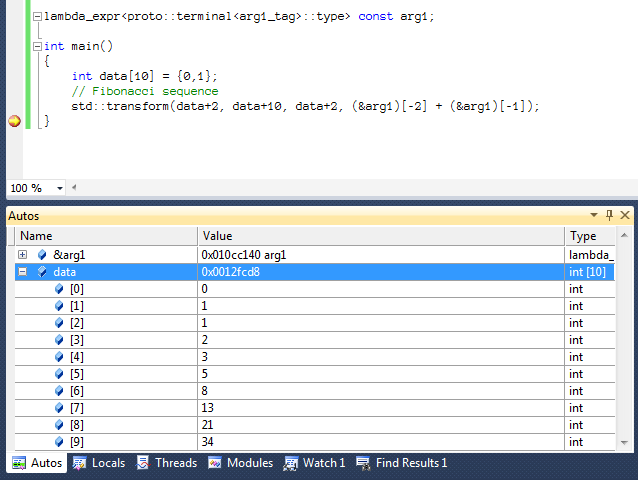 lambda_expr<proto::terminal<arg1_tag>::type> const arg1;
int main()
{
int data[10] = {0,1};
// Fibonacci sequence
std::transform(data+2, data+10, data+2, (&arg1)[-2] + (&arg1)[-1]);
}
100 %
Autos
Name Value Type
&arg1 0x010cc140 arg1 lambda_
data 0x0012fcd8 int [10]
[0] 0 int
[1] 1 int
[2] 1 int
[3] 2 int
[4] 3 int
[5] 5 int
[6] 8 int
[7] 13 int
[8] 21 int
[9] 34 int
Autos Locals Threads Modules Watch 1 Find Results 1